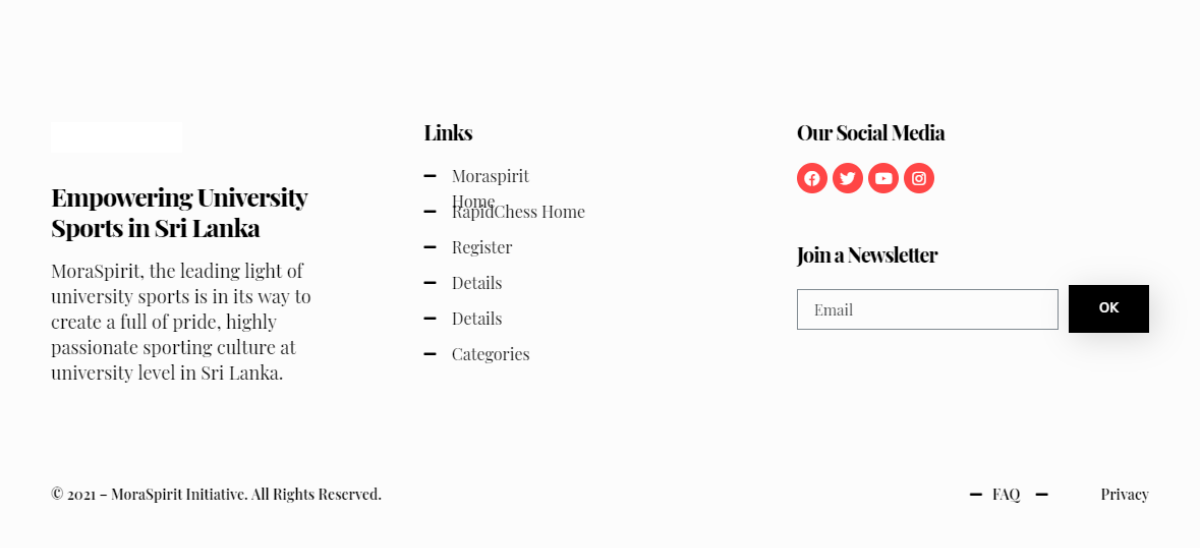 Empowering University
Sports in Sri Lanka
MoraSpirit, the leading light of
university sports is in its way to
create a full of pride, highly
passionate sporting culture at
university level in Sri Lanka.
Links
Moraspirit
Home
RapidChess Home
Register
Details
Details
Categories
Our Social Media
Join a Newsletter
Email
OK
© 2021 – MoraSpirit Initiative. All Rights Reserved.
FAQ
Privacy